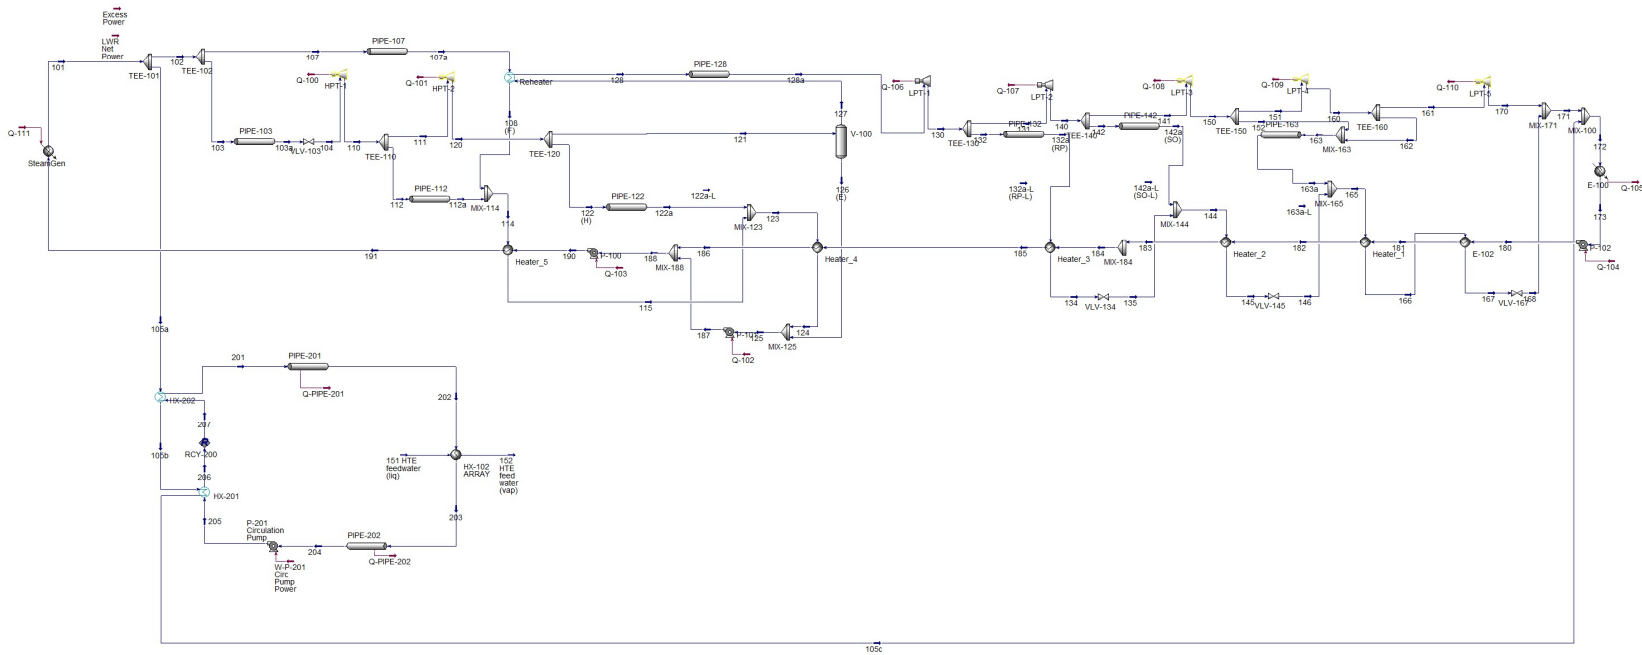 Excess
Power
LWR
Net
Power
101
TEE-101
102
TEE-102
107
PIPE-107
107a
Q-100
HPT-1
Q-101
HPT-2
Reheater
128
PIPE-128
128a
Q-106
LPT-1
Q-107
LPT-2
Q-108
LPT-3
Q-109
LPT-4
Q-110
LPT-5
Q-111
SteamGen
103
PIPE-103
103a
VLV-103
104
110
TEE-110
111
120
TEE-120
121
127
V-100
126
(E)
108
(F)
112
PIPE-112
112a
MIX-114
114
122
(H)
PIPE-122
122a
122a-L
MIX-123
123
130
TEE-130
131
132
PIPE-132
132a
(RP)
140
TEE-140
141
142
PIPE-142
142a
(SO)
150
TEE-150
151
152
PIPE-163
163
MIX-163
160
TEE-160
161
162
170
MIX-171
171
MIX-100
172
E-100
Q-105
173
132a-L
(RP-L)
142a-L
(SO-L)
MIX-144
144
163a
163a-L
MIX-165
165
191
Heater_5
190
P-100
Q-103
188
MIX-188
186
Heater_4
185
Heater_3
184
MIX-184
183
Heater_2
182
Heater_1
181
E-102
180
P-102
Q-104
115
134
VLV-134
135
145
VLV-145
146
166
167
VLV-167
168
187
P-101
Q-102
125
MIX-125
124
105a
201
PIPE-201
Q-PIPE-201
202
HX-202
207
RCY-200
206
105b
HX-201
205
151 HTE
feedwater
(liq)
HX-102
ARRAY
152
HTE
feed
water
(vap)
203
P-201
Circulation
Pump
204
PIPE-202
Q-PIPE-202
W-P-201
Circ
Pump
Power
105c